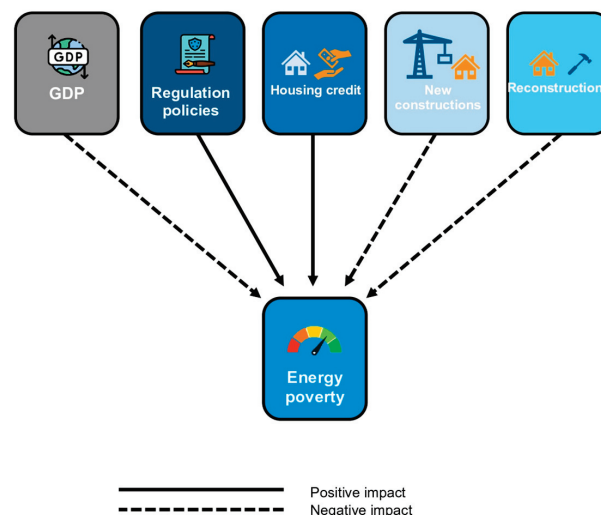 GDP
GDP
Regulation
policies
Housing credit
New
constructions
Reconstruction
Energy
poverty
Positive impact
Negative impact